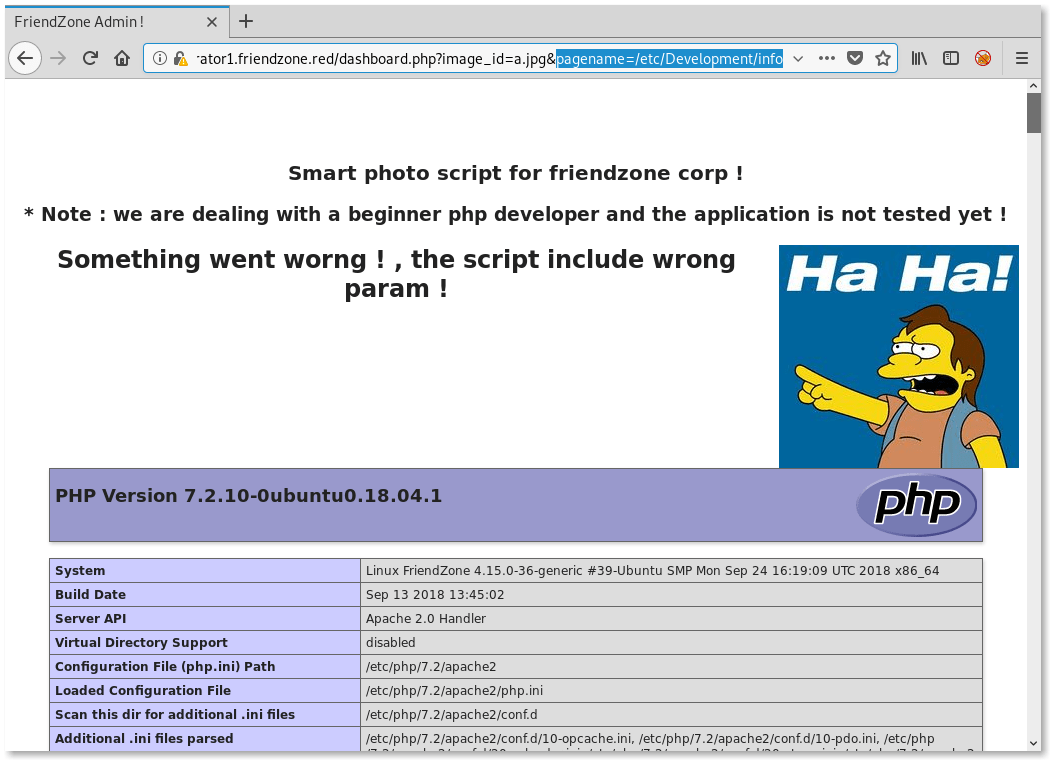 FriendZone Admin !
rator1.friendzone.red/dashboard.php?image_id=a.jpg&pagename=/etc/Development/info
Smart photo script for friendzone corp !
* Note : we are dealing with a beginner php developer and the application is not tested yet !
Something went worng ! , the script include wrong
param !
Ha Ha!
PHP Version 7.2.10-0ubuntu0.18.04.1
php
System Linux FriendZone 4.15.0-36-generic #39-Ubuntu SMP Mon Sep 24 16:19:09 UTC 2018 x86_64
Build Date Sep 13 2018 13:45:02
Server API Apache 2.0 Handler
Virtual Directory Support disabled
Configuration File (php.ini) Path /etc/php/7.2/apache2
Loaded Configuration File /etc/php/7.2/apache2/php.ini
Scan this dir for additional .ini files /etc/php/7.2/apache2/conf.d
Additional .ini files parsed /etc/php/7.2/apache2/conf.d/10-opcache.ini, /etc/php/7.2/apache2/conf.d/10-pdo.ini, /etc/php